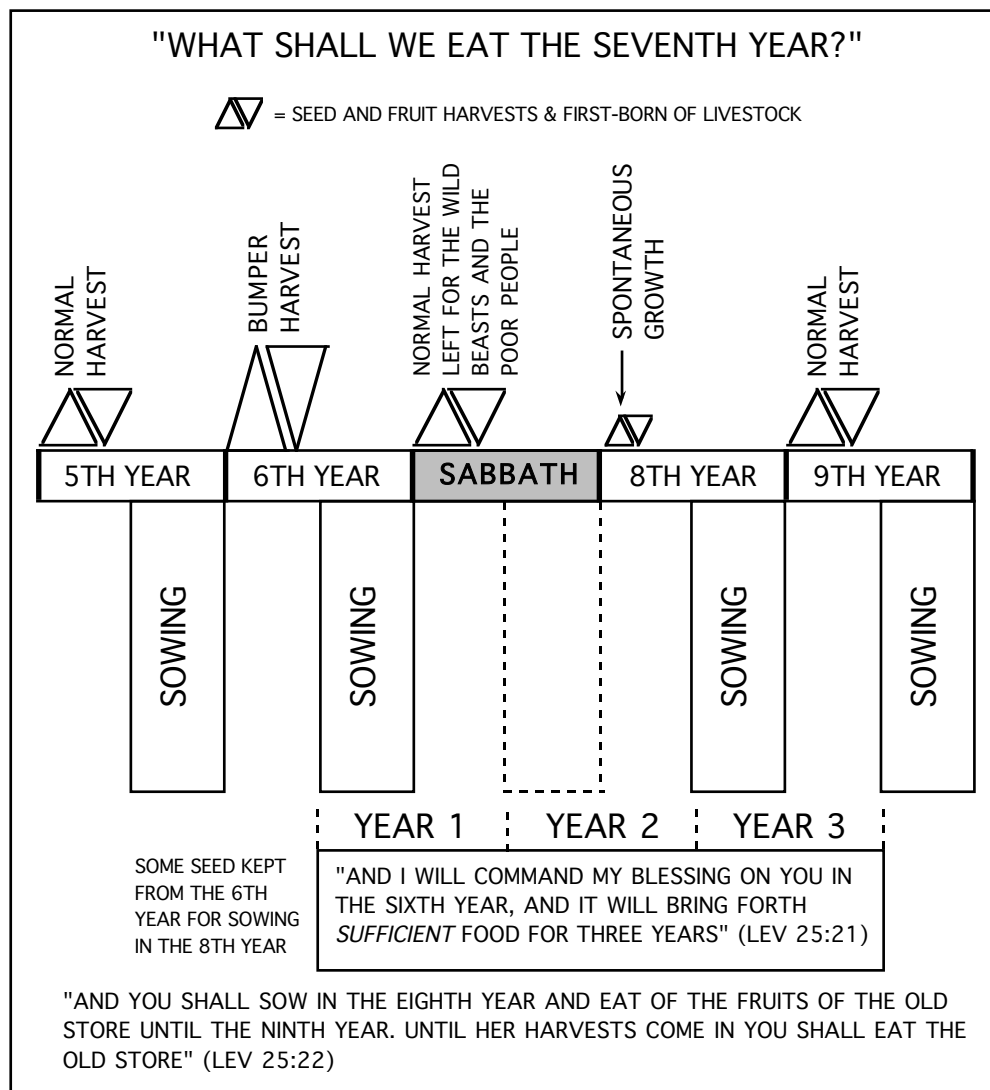 "WHAT SHALL WE EAT THE SEVENTH YEAR?"
= SEED AND FRUIT HARVESTS & FIRST-BORN OF LIVESTOCK
NORMAL
HARVEST
BUMPER
HARVEST
NORMAL HARVEST
LEFT FOR THE WILD
BEASTS AND THE
POOR PEOPLE
SPONTANEOUS
GROWTH
NORMAL
HARVEST
5TH YEAR
6TH YEAR
SABBATH
8TH YEAR
9TH YEAR
SOWING
SOWING
SOWING
SOWING
YEAR 1
YEAR 2
YEAR 3
SOME SEED KEPT
FROM THE 6TH
YEAR FOR SOWING
IN THE 8TH YEAR
"AND I WILL COMMAND MY BLESSING ON YOU IN
THE SIXTH YEAR, AND IT WILL BRING FORTH
SUFFICIENT FOOD FOR THREE YEARS" (LEV 25:21)
"AND YOU SHALL SOW IN THE EIGHTH YEAR AND EAT OF THE FRUITS OF THE OLD
STORE UNTIL THE NINTH YEAR. UNTIL HER HARVESTS COME IN YOU SHALL EAT THE
OLD STORE" (LEV 25:22)